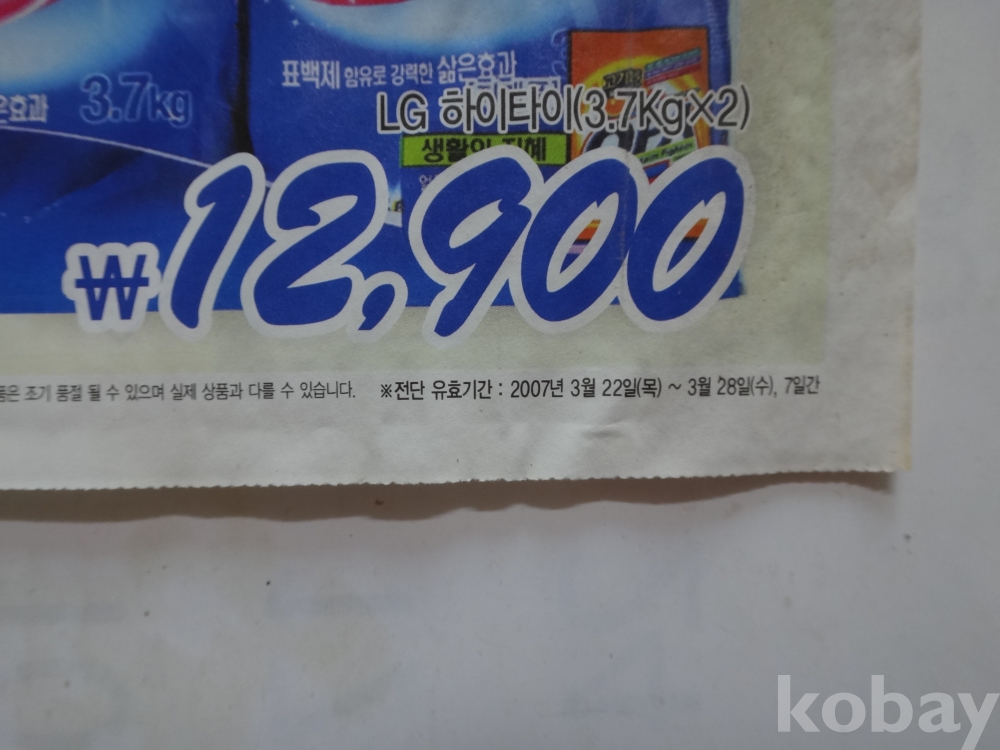 표백제 함유로 강력한 삶은효과
은효과 3.7kg
LG 하이타이(3.7Kg×2)
생활의 지혜
₩12,900
품은 조기 품절 될 수 있으며 실제 상품과 다를 수 있습니다. ※전단 유효기간 : 2007년 3월 22일(목) ~ 3월 28일(수), 7일간
kobay